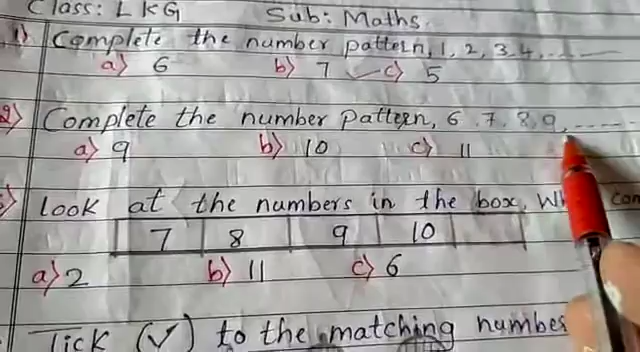 Class: LKG Sub: Maths.
1) Complete the number pattern, 1, 2, 3, 4, ......
a) 6 b) 7 ✓c) 5
2) Complete the number pattern, 6, 7, 8, 9, ......
a) 9 b) 10 c) 11
look at the numbers in the box,
7 8 9 10
a) 2 b) 11 c) 6
Tick (✓) to the matching number